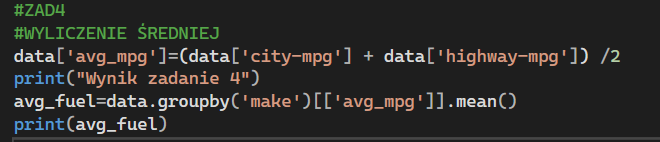 #ZAD4
#WYLICZENIE ŚREDNIEJ
data['avg_mpg']=(data['city-mpg'] + data['highway-mpg']) /2
print("Wynik zadanie 4")
avg_fuel=data.groupby('make')[['avg_mpg']].mean()
print(avg_fuel)